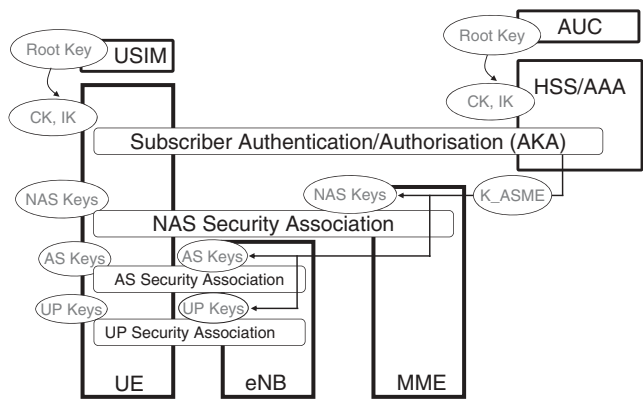 Root Key
USIM
Root Key
AUC
CK, IK
CK, IK
HSS/AAA
Subscriber Authentication/Authorisation (AKA)
NAS Keys
NAS Keys
K_ASME
NAS Security Association
AS Keys
AS Keys
AS Security Association
UP Keys
UP Keys
UP Security Association
UE
eNB
MME